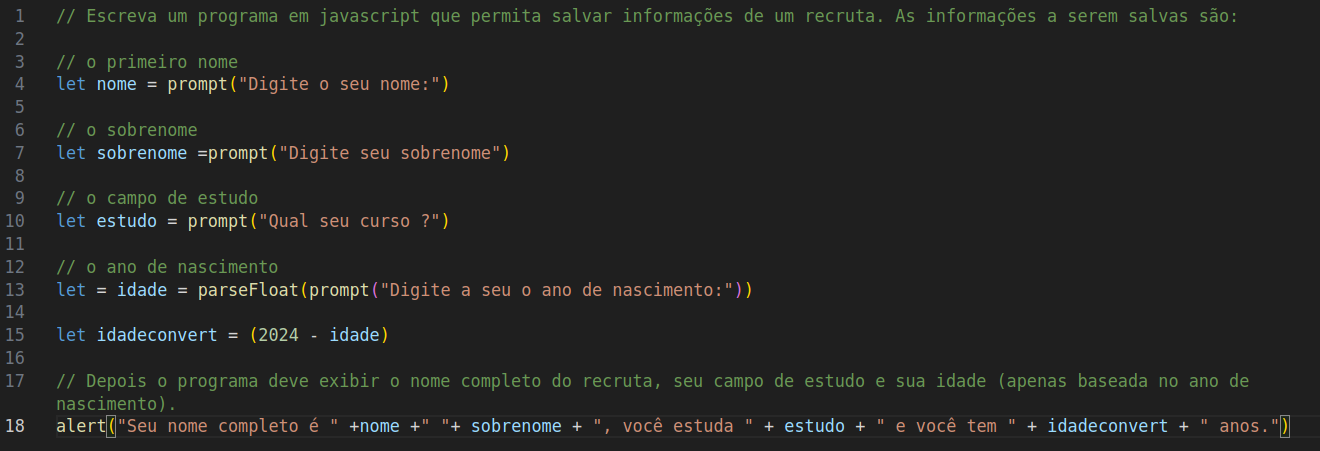 1 // Escreva um programa em javascript que permita salvar informações de um recruta. As informações a serem salvas são:
2
3 // o primeiro nome
4 let nome = prompt("Digite o seu nome:")
5
6 // o sobrenome
7 let sobrenome =prompt("Digite seu sobrenome")
8
9 // o campo de estudo
10 let estudo = prompt("Qual seu curso ?")
11
12 // o ano de nascimento
13 let = idade = parseFloat(prompt("Digite a seu o ano de nascimento:"))
14
15 let idadeconvert = (2024 - idade)
16
17 // Depois o programa deve exibir o nome completo do recruta, seu campo de estudo e sua idade (apenas baseada no ano de
nascimento).
18 alert("Seu nome completo é " +nome +" "+ sobrenome + ", você estuda " + estudo + " e você tem " + idadeconvert + " anos.")